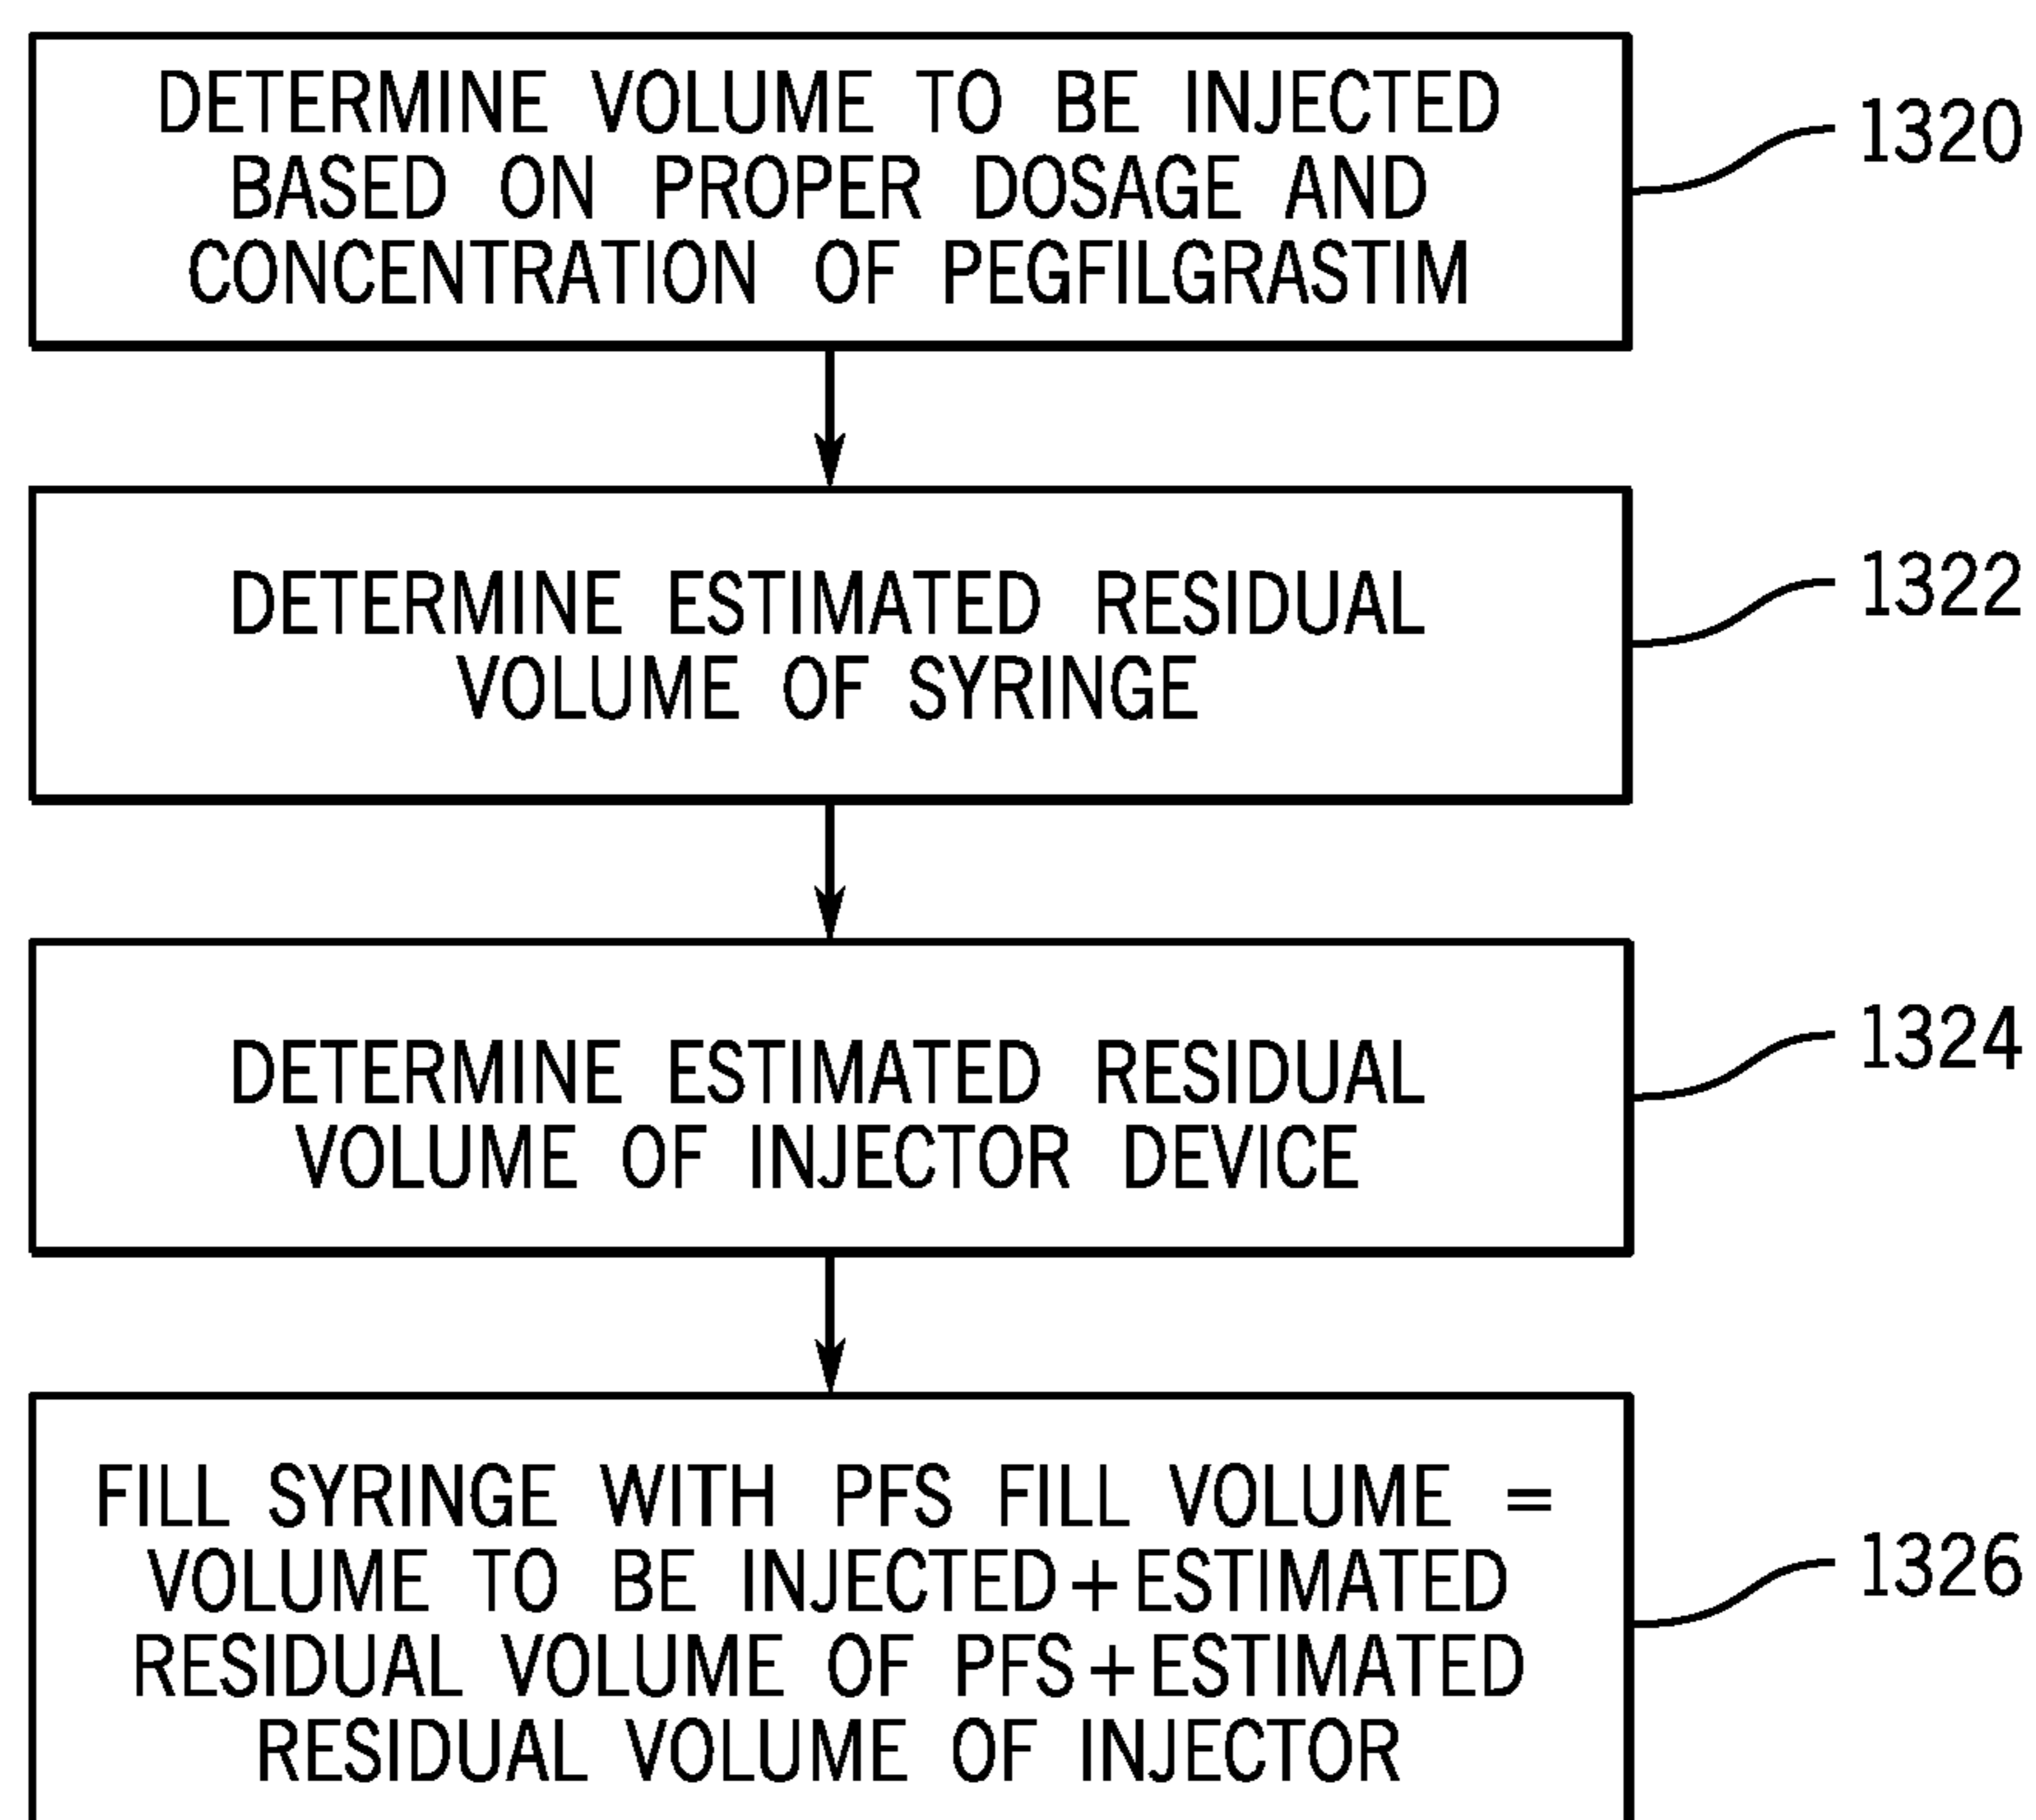 DETERMINE VOLUME TO BE INJECTED
BASED ON PROPER DOSAGE AND
CONCENTRATION OF PEGFILGRASTIM
1320
DETERMINE ESTIMATED RESIDUAL
VOLUME OF SYRINGE
1322
DETERMINE ESTIMATED RESIDUAL
VOLUME OF INJECTOR DEVICE
1324
FILL SYRINGE WITH PFS FILL VOLUME =
VOLUME TO BE INJECTED+ESTIMATED
RESIDUAL VOLUME OF PFS+ESTIMATED
RESIDUAL VOLUME OF INJECTOR
1326